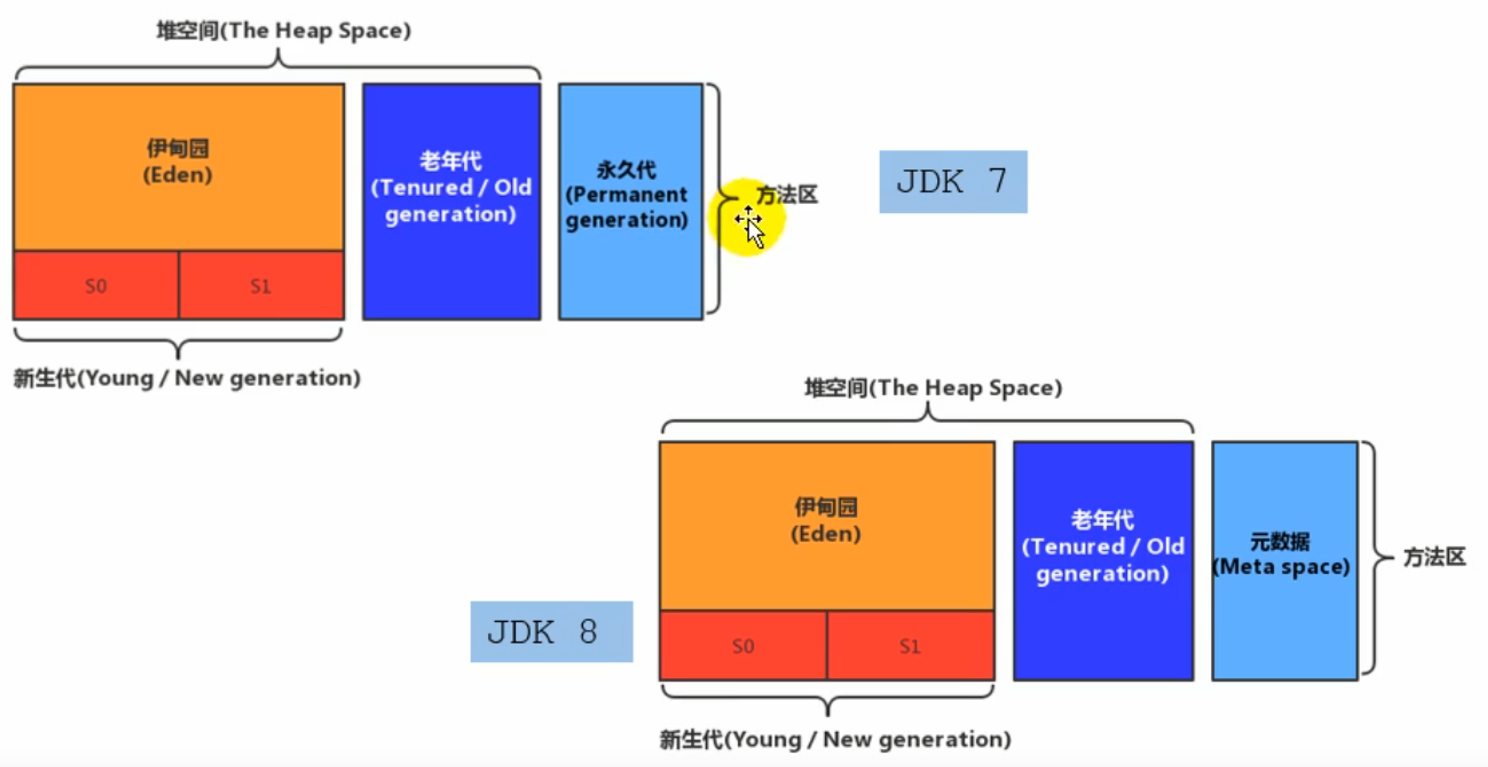 堆空间(The Heap Space)
伊甸园
(Eden)
S0
S1
老年代
(Tenured / Old
generation)
永久代
(Permanent
generation)
方法区
JDK 7
新生代(Young / New generation)
堆空间(The Heap Space)
伊甸园
(Eden)
S0
S1
老年代
(Tenured / Old
generation)
元数据
(Meta space)
方法区
JDK 8
新生代(Young / New generation)